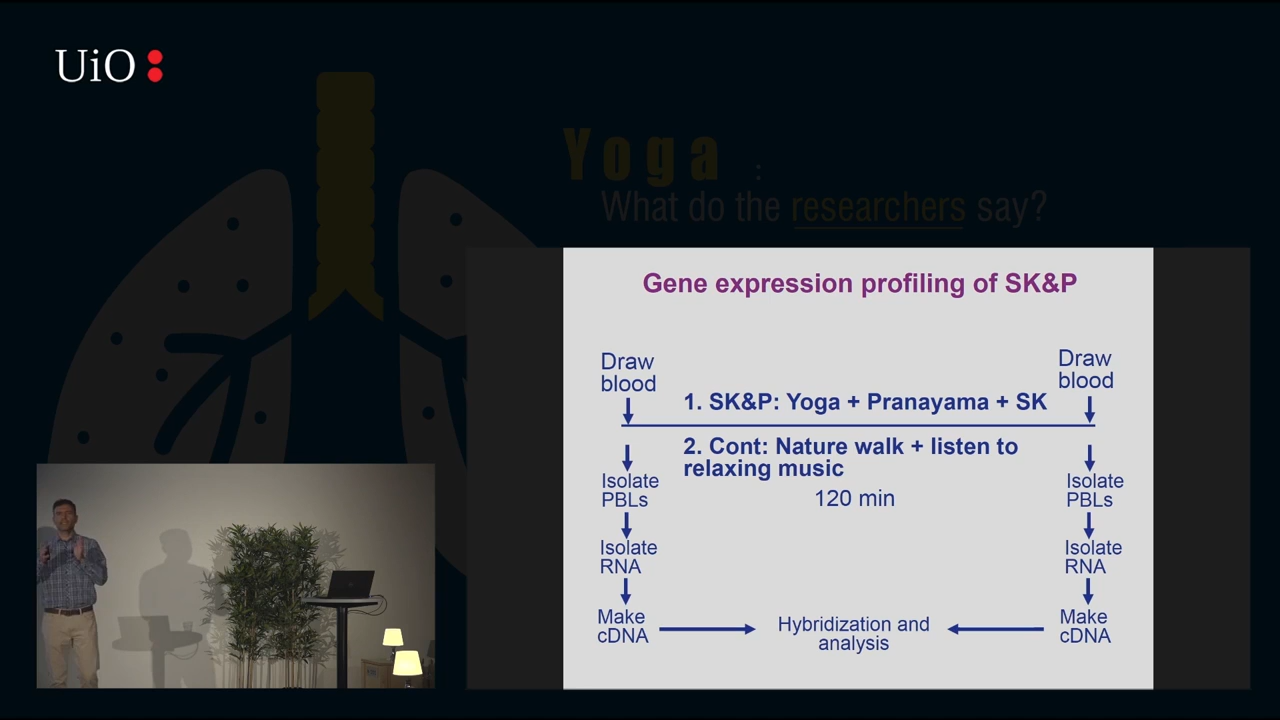 UiO:
Yoga :
What do the researchers say?
Gene expression profiling of SK&P
Draw
blood
Draw
blood
1. SK&P: Yoga + Pranayama + SK
2. Cont: Nature walk + listen to
relaxing music
120 min
Isolate
PBLs
Isolate
PBLs
Isolate
RNA
Isolate
RNA
Make
cDNA
Hybridization and
analysis
Make
cDNA